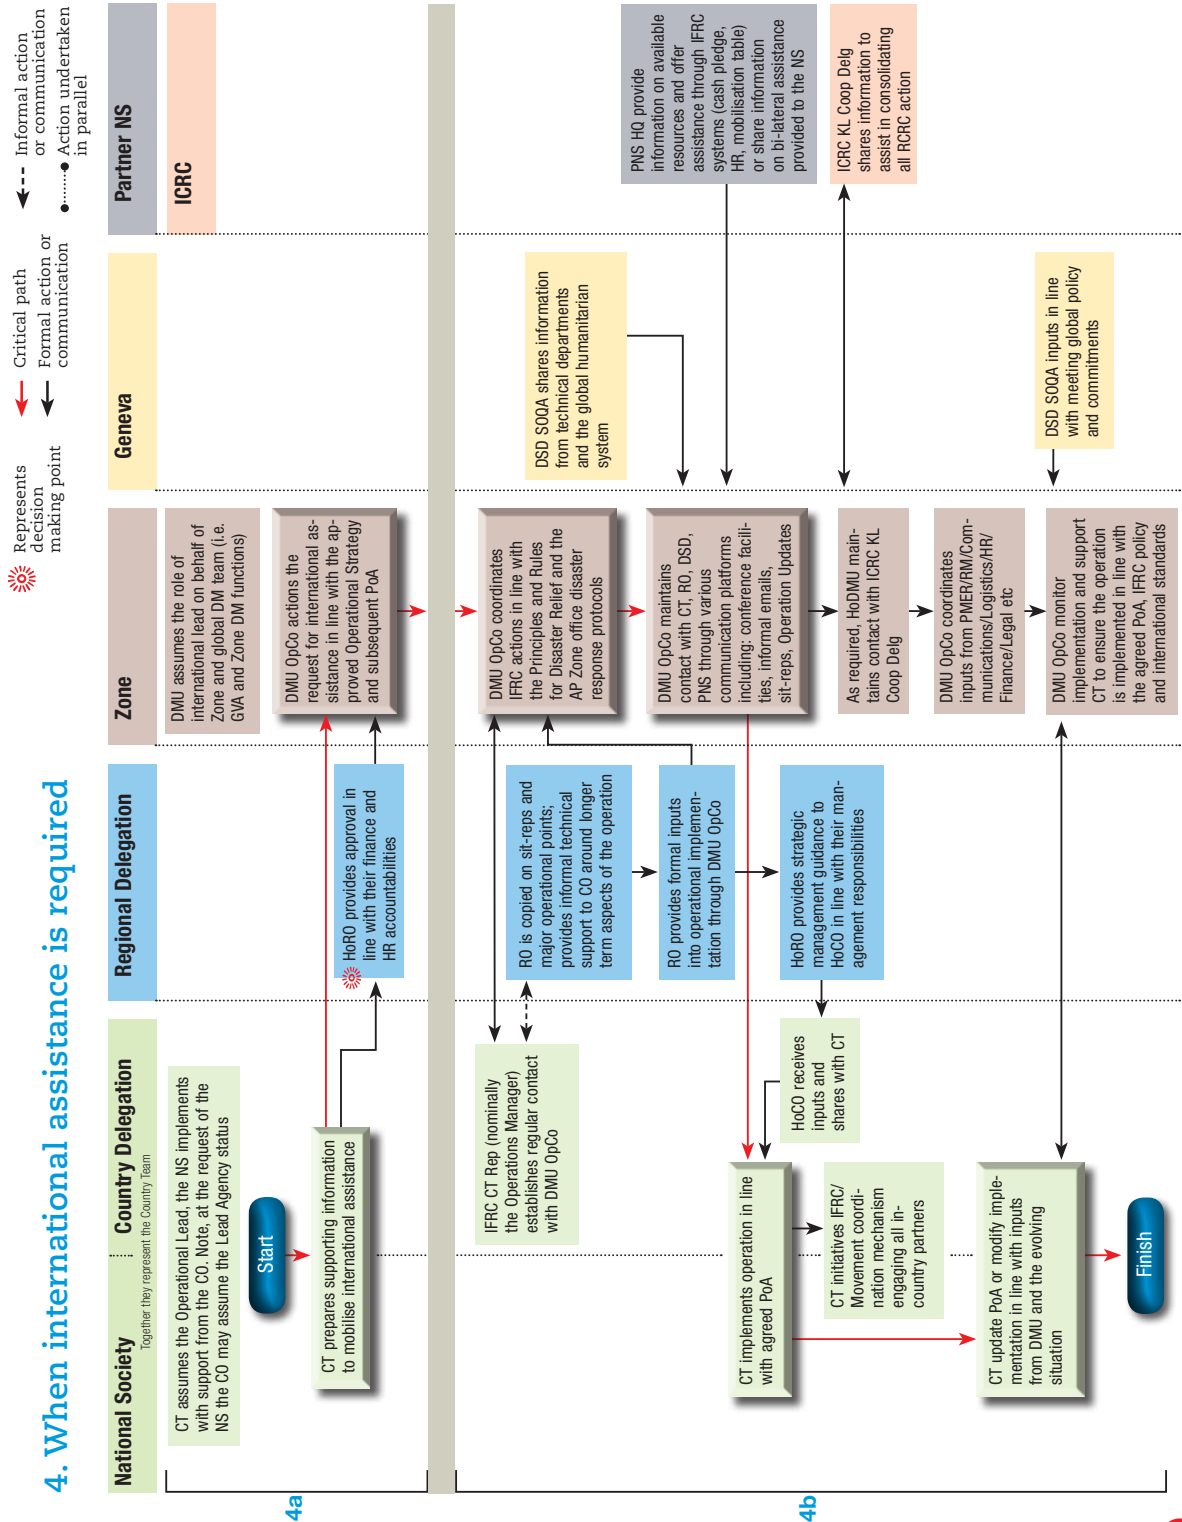 4. When international assistance is required
Represents
decision
making point
Critical path
Formal action or
communication
Informal action
or communication
Action undertaken
in parallel
National Society
Country Delegation
Together they represent the Country Team
Regional Delegation
Zone
Geneva
Partner NS
ICRC
4a
CT assumes the Operational Lead, the NS implements
with support from the CO. Note, at the request of the
NS the CO may assume the Lead Agency status
Start
CT prepares supporting information
to mobilise international assistance
HoRO provides approval in
line with their finance and
HR accountabilities
DMU assumes the role of
international lead on behalf of
Zone and global DM team (i.e.
GVA and Zone DM functions)
DMU OpCo actions the
request for international as-
sistance in line with the ap-
proved Operational Strategy
and subsequent PoA
4b
IFRC CT Rep (nominally
the Operations Manager)
establishes regular contact
with DMU OpCo
RO is copied on sit-reps and
major operational points;
provides informal technical
support to CO around longer
term aspects of the operation
DMU OpCo coordinates
IFRC actions in line with
the Principles and Rules
for Disaster Relief and the
AP Zone office disaster
response protocols
DSD SOQA shares information
from technical departments
and the global humanitarian
system
PNS HQ provide
information on available
resources and offer
assistance through IFRC
systems (cash pledge,
HR, mobilisation table)
or share information
on bi-lateral assistance
provided to the NS
RO provides formal inputs
into operational implemen-
tation through DMU OpCo
DMU OpCo maintains
contact with CT, RO, DSD,
PNS through various
communication platforms
including: conference facili-
ties, informal emails,
sit-reps, Operation Updates
CT implements operation in line
with agreed PoA
HoCO receives
inputs and
shares with CT
HoRO provides strategic
management guidance to
HoCO in line with their man-
agement responsibilities
As required, HoDMU main-
tains contact with ICRC KL
Coop Delg
ICRC KL Coop Delg
shares information to
assist in consolidating
all RCRC action
CT initiatives IFRC/
Movement coordi-
nation mechanism
engaging all in-
country partners
DMU OpCo coordinates
inputs from PMER/RM/Com-
munications/Logistics/HR/
Finance/Legal etc
CT update PoA or modify imple-
mentation in line with inputs
from DMU and the evolving
situation
DMU OpCo monitor
implementation and support
CT to ensure the operation
is implemented in line with
the agreed PoA, IFRC policy
and international standards
DSD SOQA inputs in line
with meeting global policy
and commitments
Finish